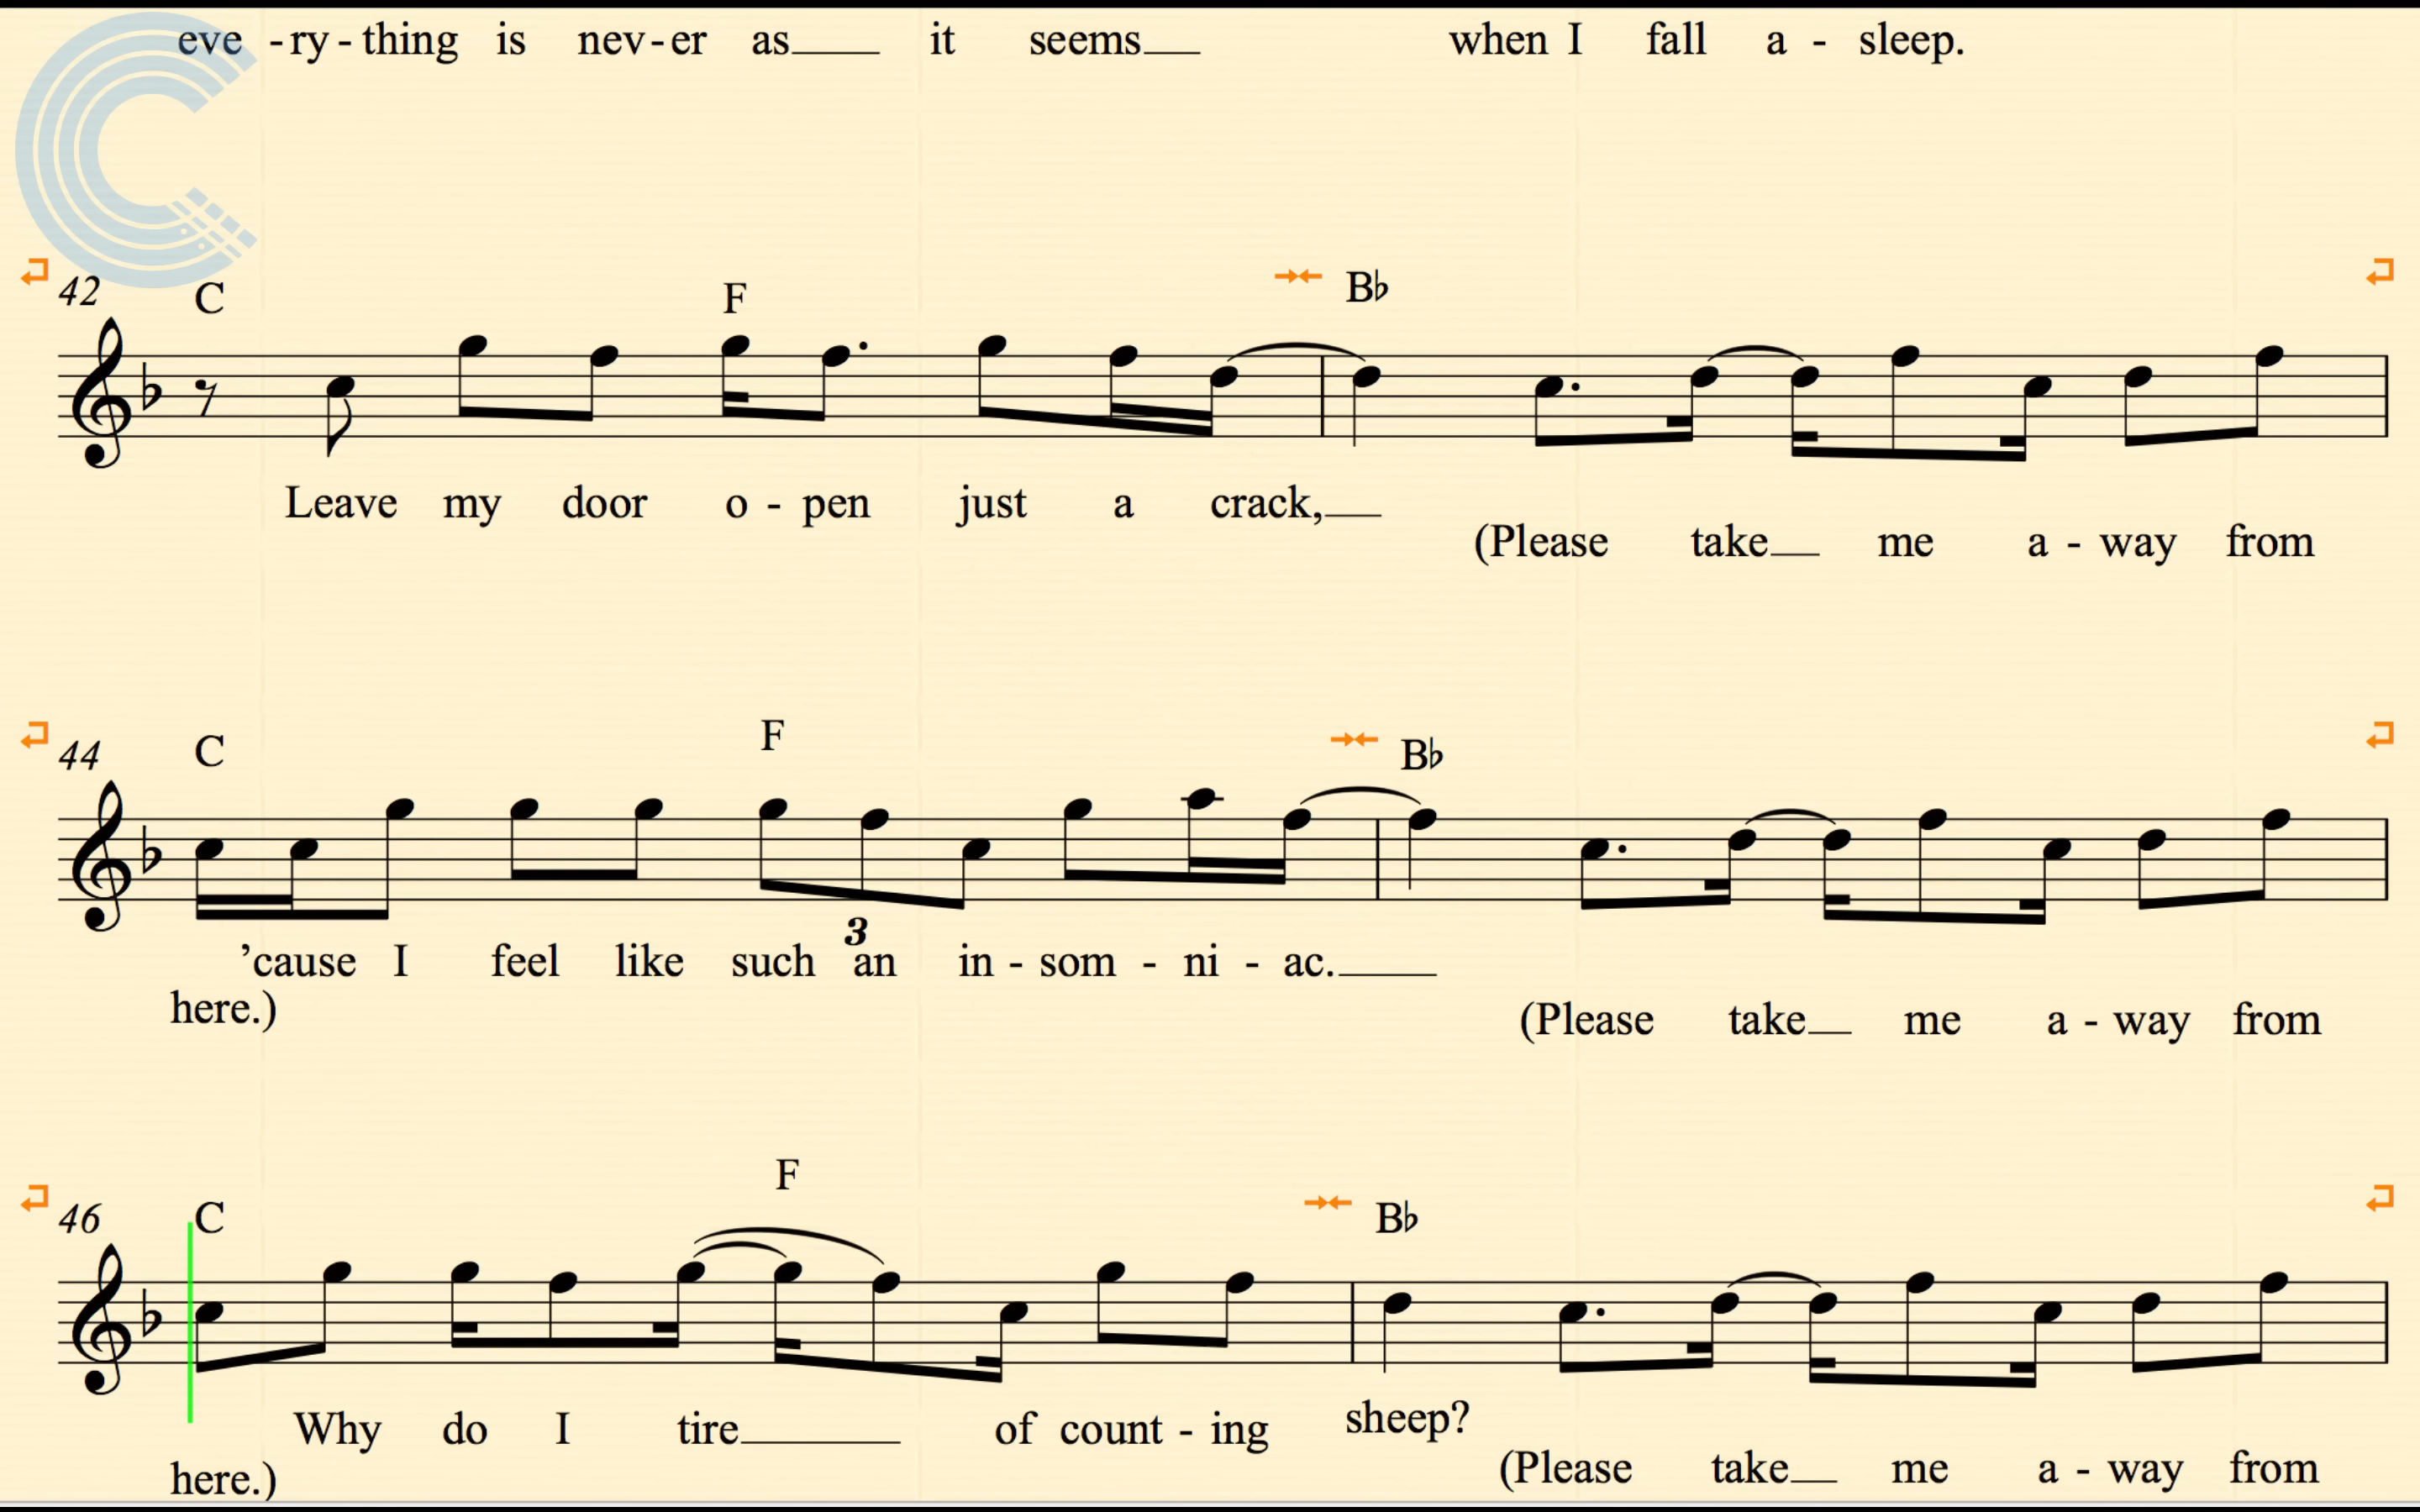 eve - ry - thing is nev - er as it seems when I fall a - sleep.
42 C F B♭
Leave my door o - pen just a crack,
(Please take me a - way from
44 C F B♭
3
’cause I feel like such an in - som - ni - ac.
here.) (Please take me a - way from
46 C F B♭
Why do I tire of count - ing sheep?
here.) (Please take me a - way from